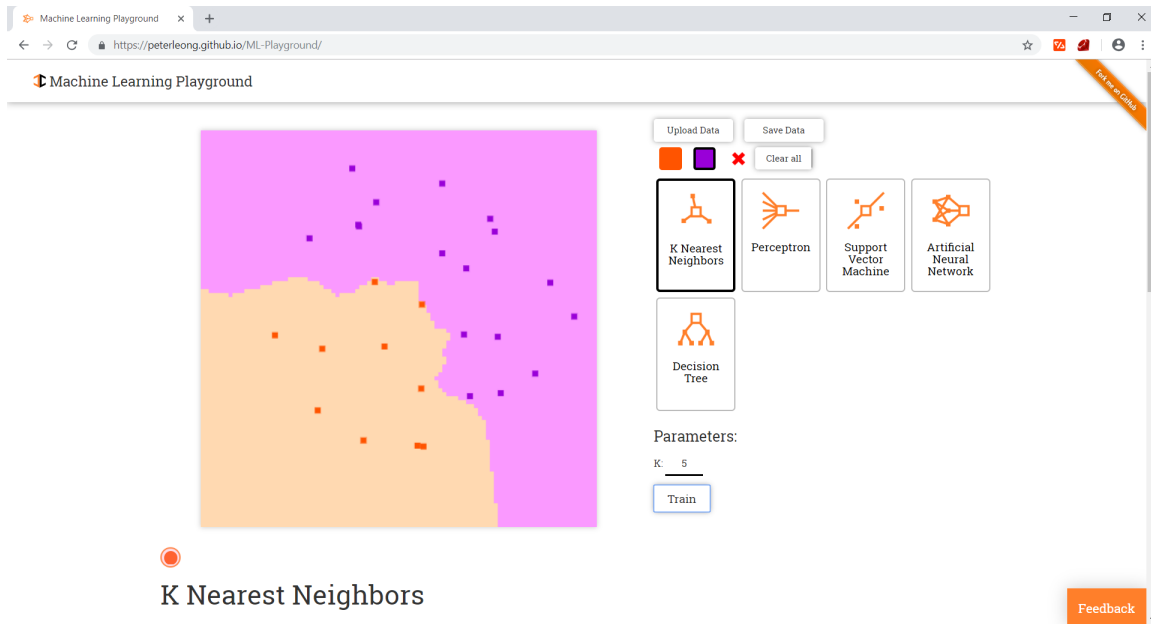 Machine Learning Playground
https://peterleong.github.io/ML-Playground/
Machine Learning Playground
Fork me on GitHub
Upload Data
Save Data
Clear all
K Nearest
Neighbors
Perceptron
Support
Vector
Machine
Artificial
Neural
Network
Decision
Tree
Parameters:
K: 5
Train
K Nearest Neighbors
Feedback